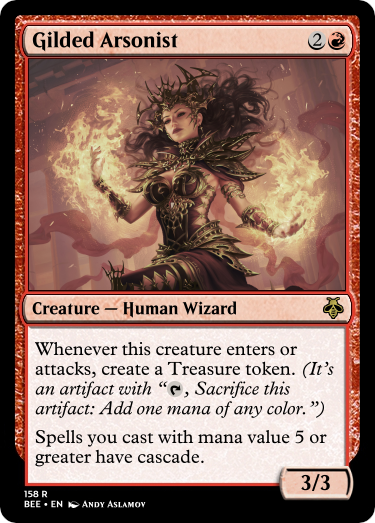 Gilded Arsonist 2
Creature — Human Wizard
Whenever this creature enters or
attacks, create a Treasure token. (It's
an artifact with “, Sacrifice this
artifact: Add one mana of any color.”)
Spells you cast with mana value 5 or
greater have cascade.
3/3
158 R
BEE • EN Andy Aslamov